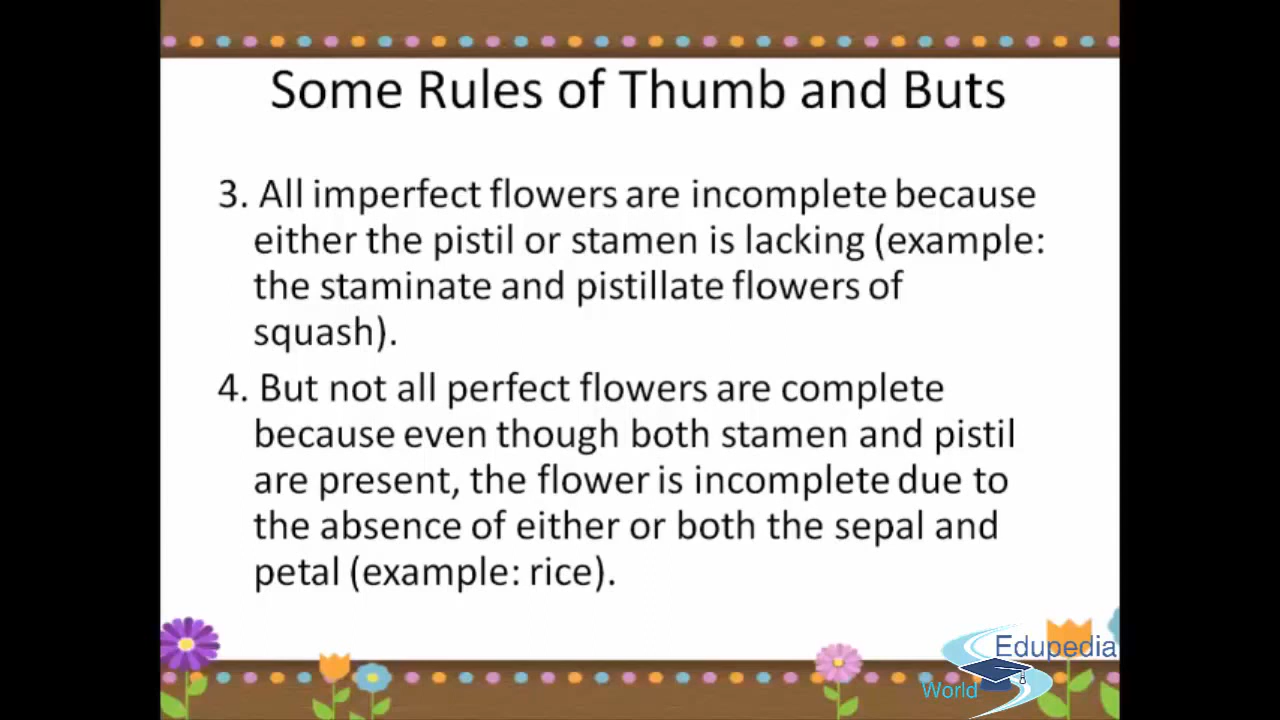 Some Rules of Thumb and Buts
3. All imperfect flowers are incomplete because
either the pistil or stamen is lacking (example:
the staminate and pistillate flowers of
squash).
4. But not all perfect flowers are complete
because even though both stamen and pistil
are present, the flower is incomplete due to
the absence of either or both the sepal and
petal (example: rice).
Edupedia
World